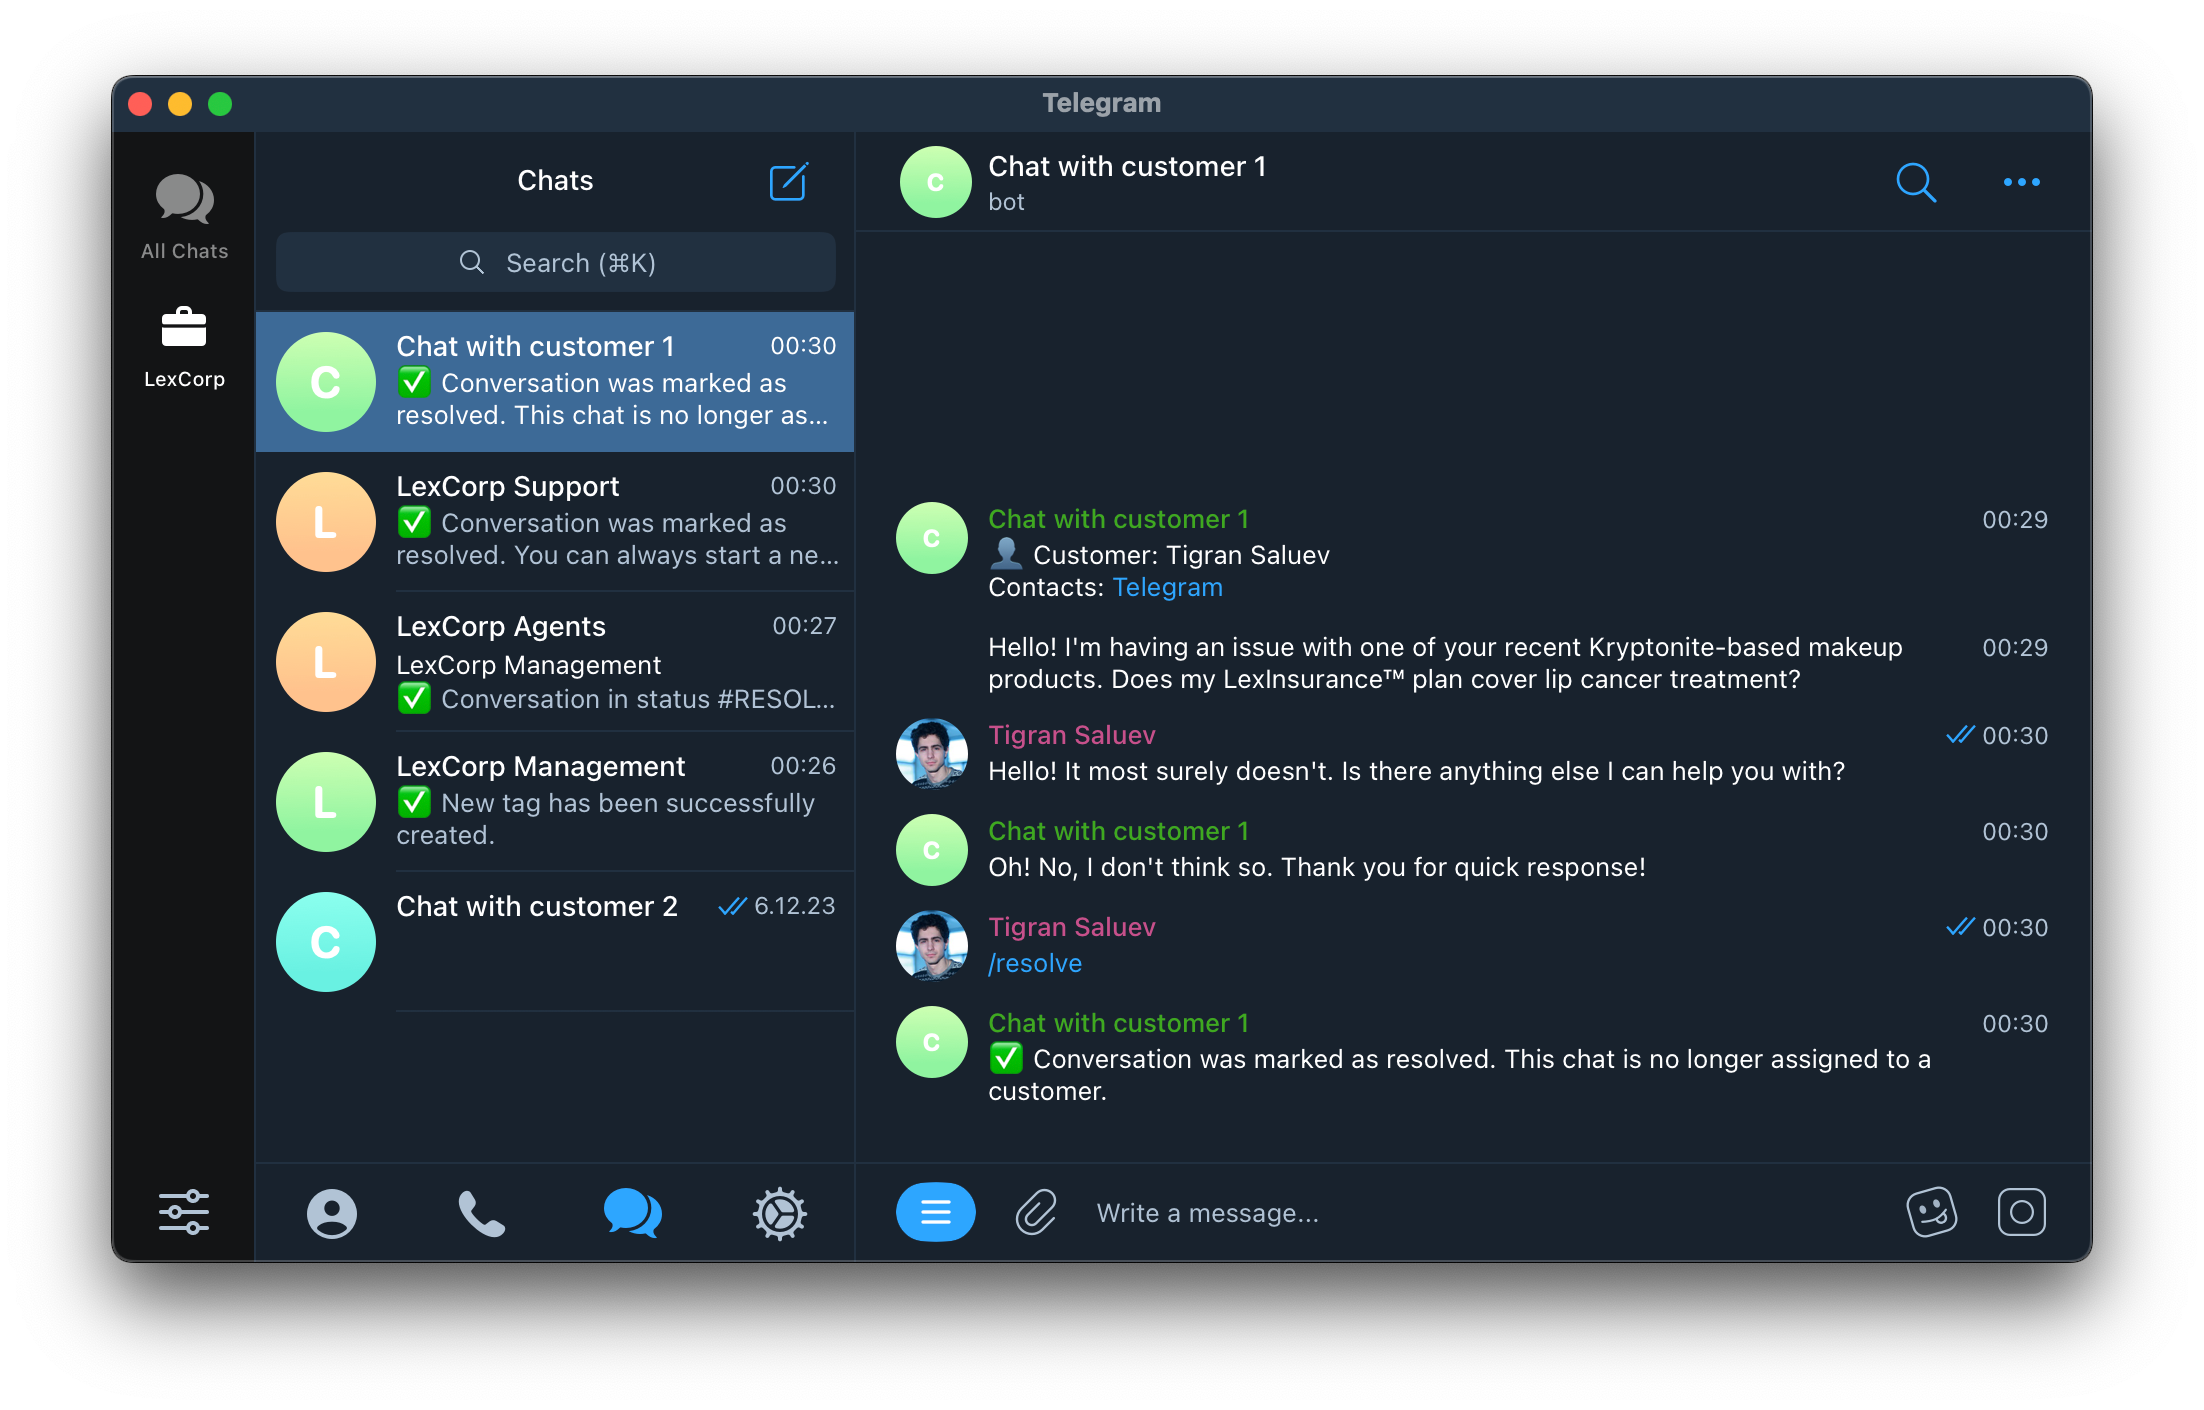 Telegram
All Chats
LexCorp
Chats
Search (⌘K)
C
Chat with customer 1
00:30
✅ Conversation was marked as
resolved. This chat is no longer as...
L
LexCorp Support
00:30
✅ Conversation was marked as
resolved. You can always start a ne...
L
LexCorp Agents
00:27
LexCorp Management
✅ Conversation in status #RESOL...
L
LexCorp Management
00:26
✅ New tag has been successfully
created.
C
Chat with customer 2
6.12.23
C
Chat with customer 1
bot
C
Chat with customer 1
00:29
👤 Customer: Tigran Saluev
Contacts: Telegram
Hello! I'm having an issue with one of your recent Kryptonite-based makeup
00:29
products. Does my LexInsurance™ plan cover lip cancer treatment?
Tigran Saluev
00:30
Hello! It most surely doesn't. Is there anything else I can help you with?
C
Chat with customer 1
00:30
Oh! No, I don't think so. Thank you for quick response!
Tigran Saluev
00:30
/resolve
C
Chat with customer 1
00:30
✅ Conversation was marked as resolved. This chat is no longer assigned to a
customer.
Write a message...